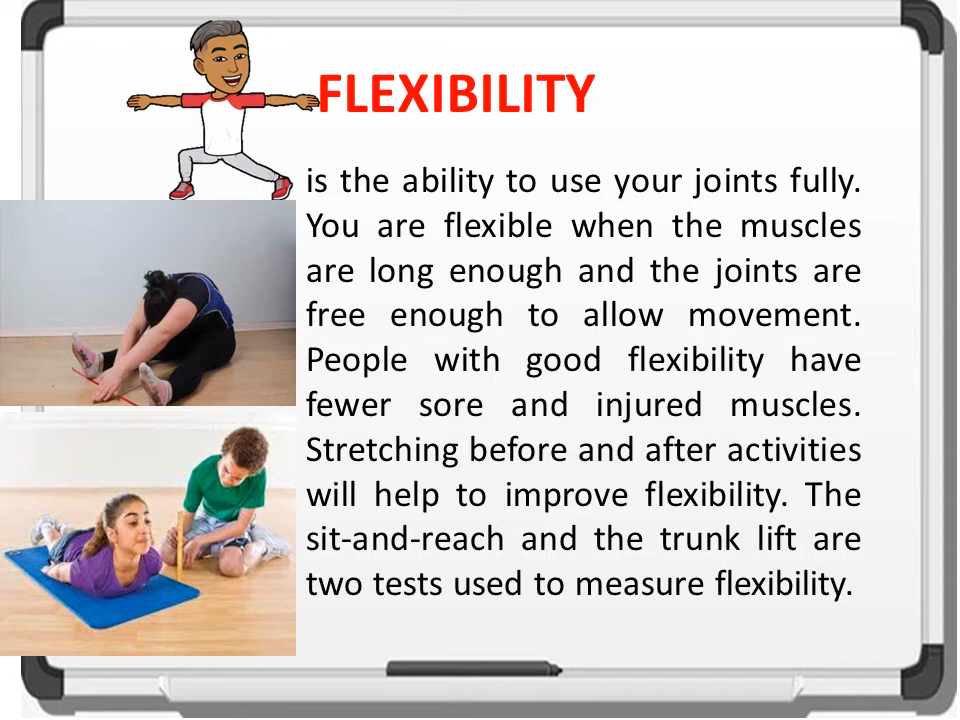 FLEXIBILITY
is the ability to use your joints fully.
You are flexible when the muscles
are long enough and the joints are
free enough to allow movement.
People with good flexibility have
fewer sore and injured muscles.
Stretching before and after activities
will help to improve flexibility. The
sit-and-reach and the trunk lift are
two tests used to measure flexibility.